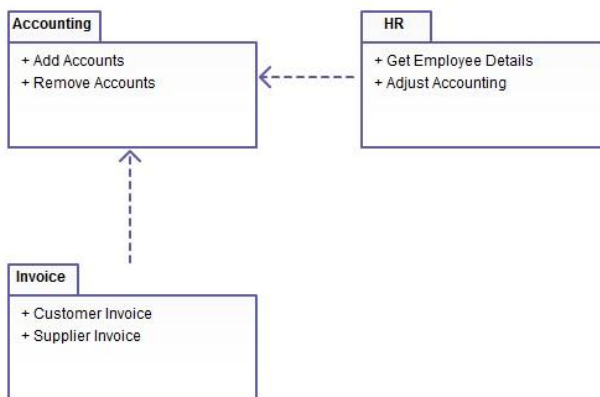 Accounting
+ Add Accounts
+ Remove Accounts
HR
+ Get Employee Details
+ Adjust Accounting
Invoice
+ Customer Invoice
+ Supplier Invoice